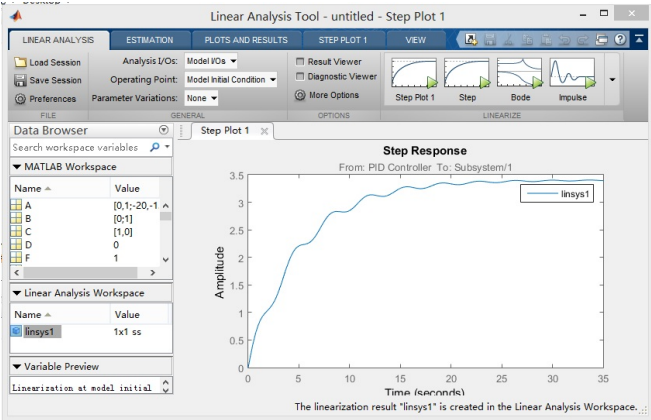 Linear Analysis Tool - untitled - Step Plot 1
LINEAR ANALYSIS ESTIMATION PLOTS AND RESULTS STEP PLOT 1 VIEW
Load Session
Save Session
Preferences
FILE
Analysis I/Os: Model I/Os
Operating Point: Model Initial Condition
Parameter Variations: None
GENERAL
Result Viewer
Diagnostic Viewer
More Options
OPTIONS
Step Plot 1 Step Bode Impulse
LINEARIZE
Data Browser
Search workspace variables
MATLAB Workspace
Name Value
A [0,1;-20,-1
B [0;1]
C [1,0]
D 0
F 1
Linear Analysis Workspace
Name Value
linsys1 1x1 ss
Variable Preview
Linearization at model initial
Step Plot 1
Step Response
From: PID Controller To: Subsystem/1
linsys1
Amplitude
3.5
3
2.5
2
1.5
1
0.5
0
0 5 10 15 20 25 30 35
Time (seconds)
The linearization result "linsys1" is created in the Linear Analysis Workspace.